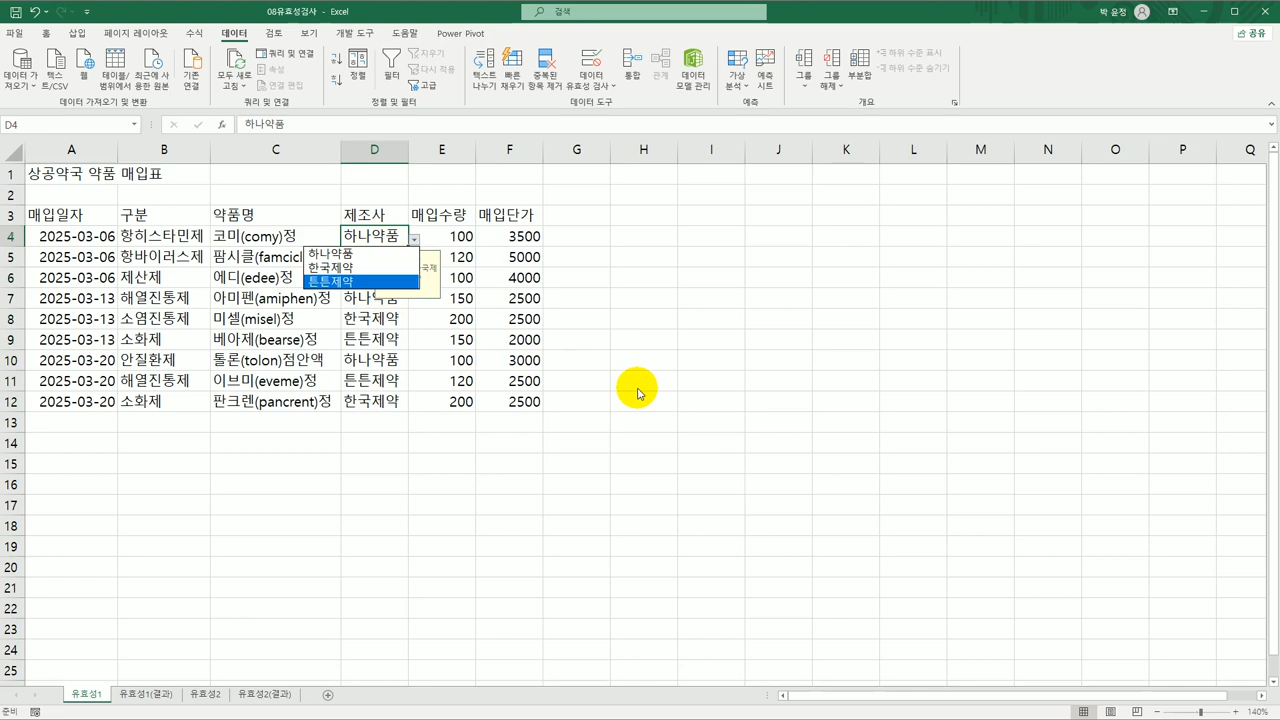 08유효성검사 - Excel
검색
박 윤정
파일 홈 삽입 페이지 레이아웃 수식 데이터 검토 보기 개발 도구 도움말 Power Pivot
공유
데이터 가져오기 텍스트/CSV 웹 테이블/범위에서 최근에 사용한 원본 기존 연결
모두 새로 고침 쿼리 및 연결 속성 연결 편집
정렬 필터 지우기 다시 적용 고급
텍스트 나누기 빠른 채우기 중복된 항목 제거 데이터 유효성 검사 통합 관계 데이터 모델 관리
가상 분석 예측 시트 그룹 그룹 해제 부분합 하위 수준 표시 하위 수준 숨기기
데이터 가져오기 및 변환 쿼리 및 연결 정렬 및 필터 데이터 도구 예측 개요
D4 fx 하나약품
A B C D E F G H I J K L M N O P Q
1 상공약국 약품 매입표
2
3 매입일자 구분 약품명 제조사 매입수량 매입단가
4 2025-03-06 항히스타민제 코미(comy)정 하나약품 100 3500
하나약품
5 2025-03-06 항바이러스제 팜시클(famcicl 120 5000
한국제약
6 2025-03-06 제산제 에디(edee)정 100 4000
튼튼제약
7 2025-03-13 해열진통제 아미펜(amiphen)정 하나약품 150 2500
8 2025-03-13 소염진통제 미셀(misel)정 한국제약 200 2500
9 2025-03-13 소화제 베아제(bearse)정 튼튼제약 150 2000
10 2025-03-20 안질환제 톨론(tolon)점안액 하나약품 100 3000
11 2025-03-20 해열진통제 이브미(eveme)정 튼튼제약 120 2500
12 2025-03-20 소화제 판크렌(pancrent)정 한국제약 200 2500
13
14
15
16
17
18
19
20
21
22
23
24
25
유효성1 유효성1(결과) 유효성2 유효성2(결과)
준비
140%